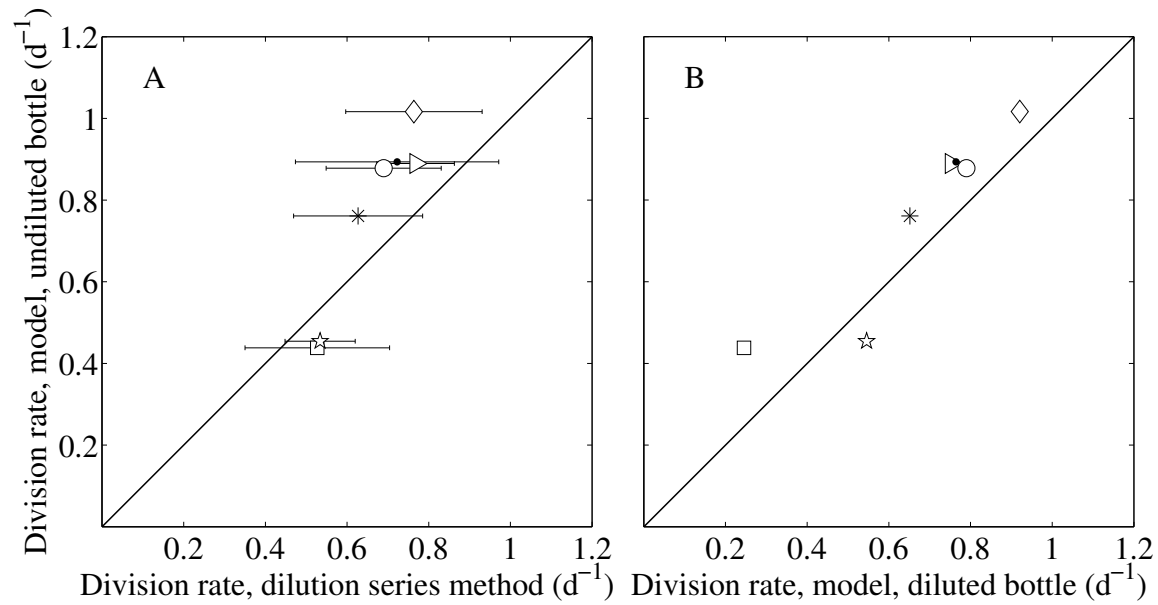 Division rate, model, undiluted bottle (d⁻¹)
A
1.2
1
0.8
0.6
0.4
0.2
0.2 0.4 0.6 0.8 1 1.2
Division rate, dilution series method (d⁻¹)
B
0.2 0.4 0.6 0.8 1 1.2
Division rate, model, diluted bottle (d⁻¹)